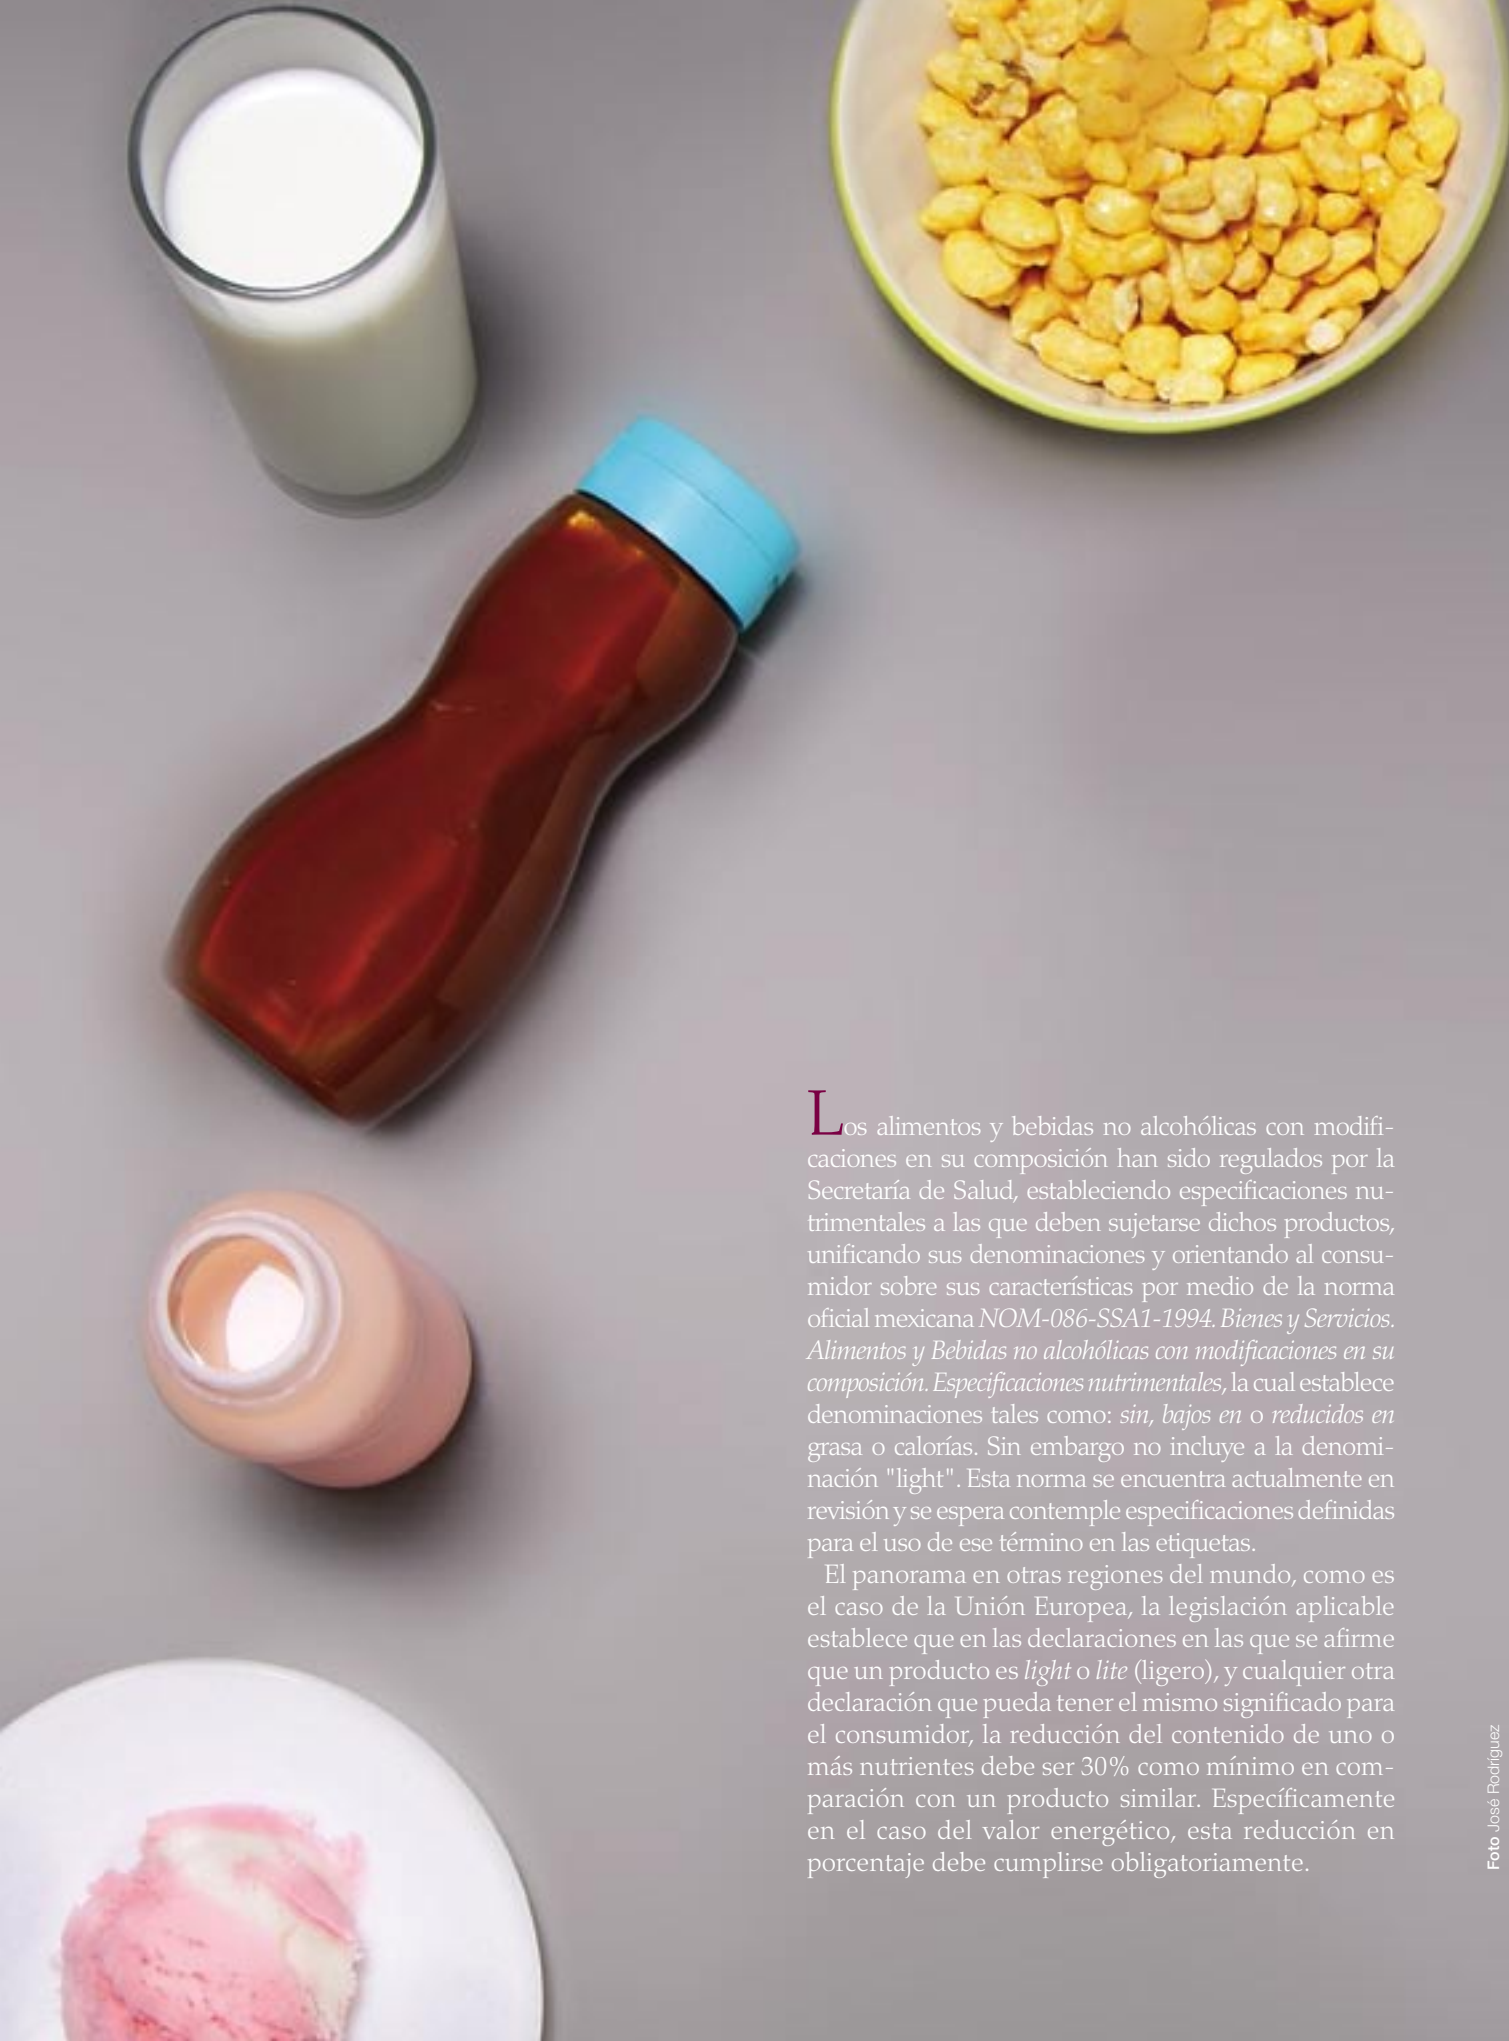 Los alimentos y bebidas no alcohólicas con modifi-
caciones en su composición han sido regulados por la
Secretaría de Salud, estableciendo especificaciones nu-
trimentales a las que deben sujetarse dichos productos,
unificando sus denominaciones y orientando al consu-
midor sobre sus características por medio de la norma
oficial mexicana NOM-086-SSA1-1994. Bienes y Servicios.
Alimentos y Bebidas no alcohólicas con modificaciones en su
composición. Especificaciones nutrimentales, la cual establece
denominaciones tales como: sin, bajos en o reducidos en
grasa o calorías. Sin embargo no incluye a la denomi-
nación "light". Esta norma se encuentra actualmente en
revisión y se espera contemple especificaciones definidas
para el uso de ese término en las etiquetas.
El panorama en otras regiones del mundo, como es
el caso de la Unión Europea, la legislación aplicable
establece que en las declaraciones en las que se afirme
que un producto es light o lite (ligero), y cualquier otra
declaración que pueda tener el mismo significado para
el consumidor, la reducción del contenido de uno o
más nutrientes debe ser 30% como mínimo en com-
paración con un producto similar. Específicamente
en el caso del valor energético, esta reducción en
porcentaje debe cumplirse obligatoriamente.
Foto José Rodríguez